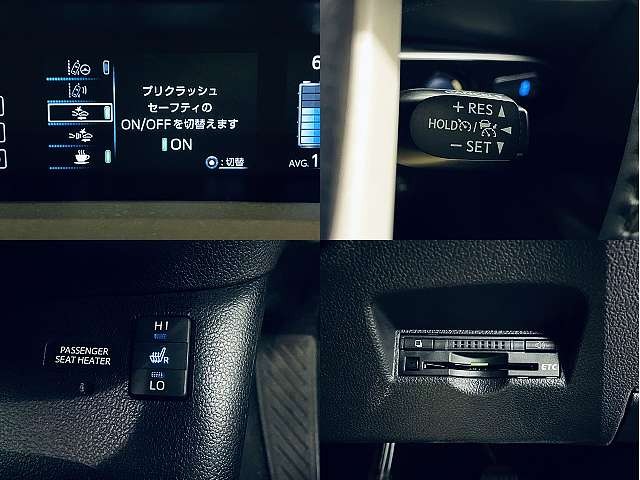 プリクラッシュ
セーフティの
ON/OFFを切替えます
ON
:切替
6
AVG.1
+ RES
HOLD /
- SET
PASSENGER
SEAT HEATER
HI
R
LO
ETC